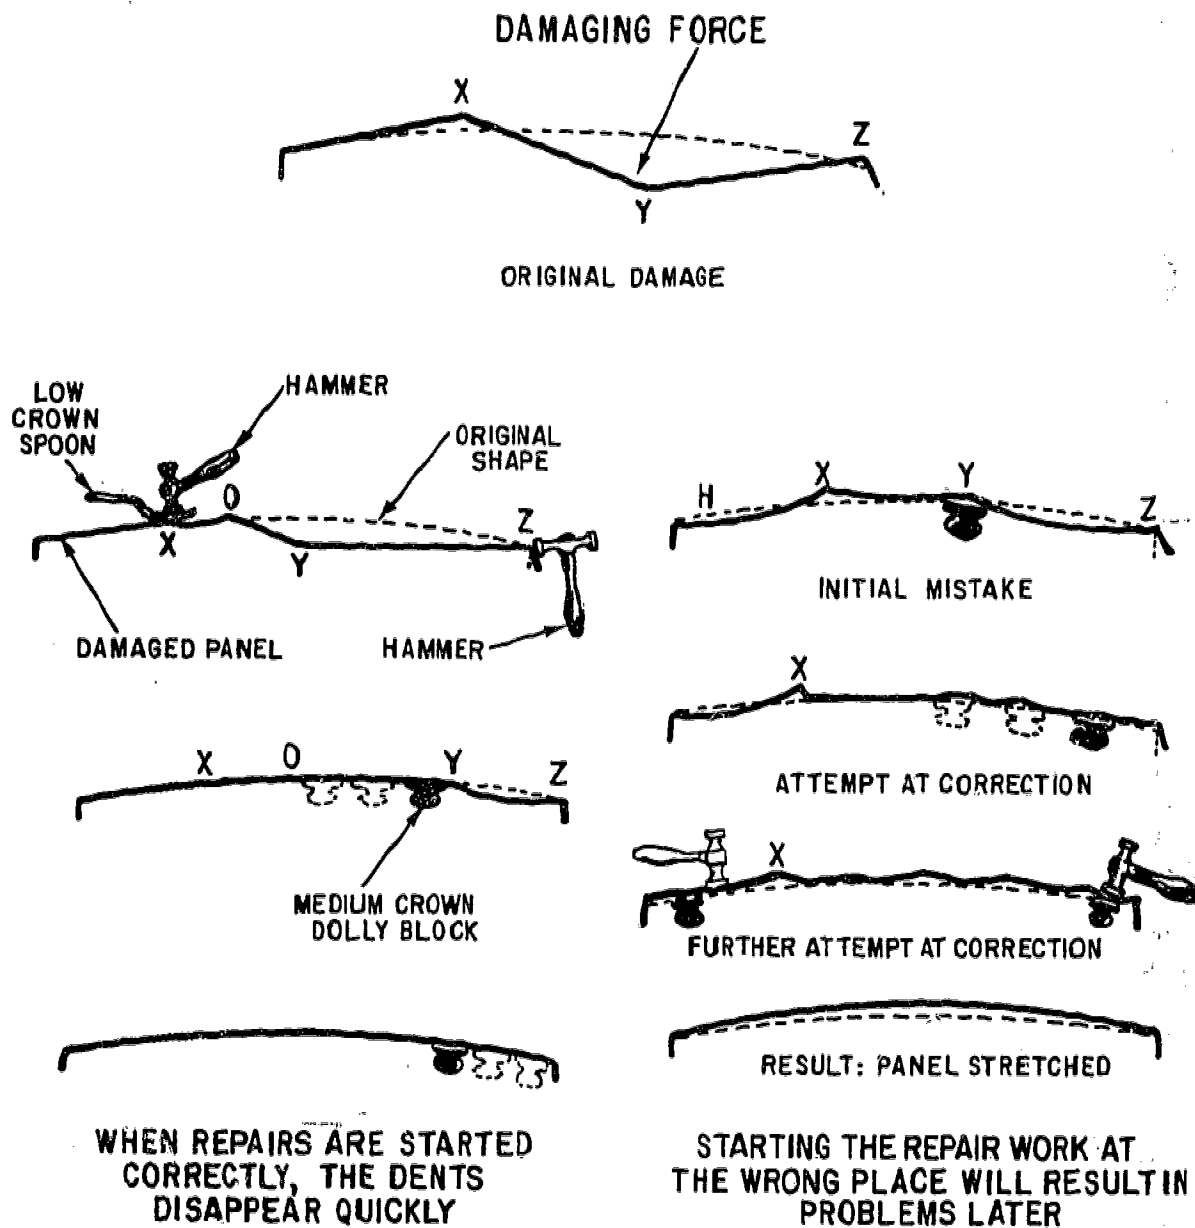 DAMAGING FORCE
X
Z
Y
ORIGINAL DAMAGE
LOW
CROWN
SPOON
HAMMER
ORIGINAL
SHAPE
O
X
Y
Z
DAMAGED PANEL
HAMMER
X
O
Y
Z
MEDIUM CROWN
DOLLY BLOCK
WHEN REPAIRS ARE STARTED
CORRECTLY, THE DENTS
DISAPPEAR QUICKLY
H
X
Y
Z
INITIAL MISTAKE
X
ATTEMPT AT CORRECTION
X
FURTHER ATTEMPT AT CORRECTION
RESULT: PANEL STRETCHED
STARTING THE REPAIR WORK AT
THE WRONG PLACE WILL RESULT IN
PROBLEMS LATER